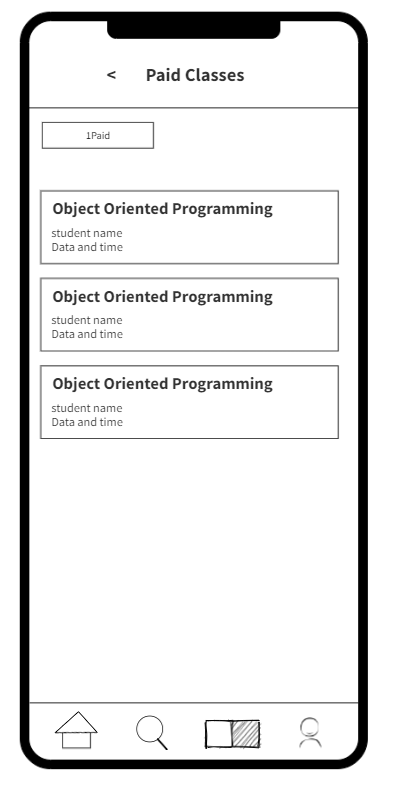 < Paid Classes
1Paid
Object Oriented Programming
student name
Data and time
Object Oriented Programming
student name
Data and time
Object Oriented Programming
student name
Data and time